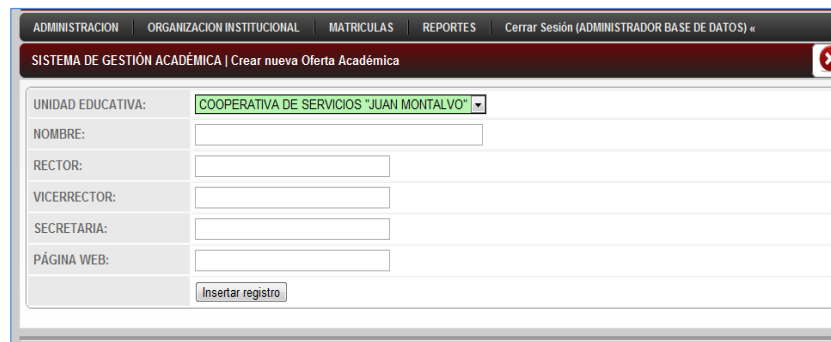 ADMINISTRACION ORGANIZACION INSTITUCIONAL MATRICULAS REPORTES Cerrar Sesión (ADMINISTRADOR BASE DE DATOS) «
SISTEMA DE GESTIÓN ACADÉMICA | Crear nueva Oferta Académica
UNIDAD EDUCATIVA: COOPERATIVA DE SERVICIOS "JUAN MONTALVO"
NOMBRE:
RECTOR:
VICERRECTOR:
SECRETARIA:
PÁGINA WEB:
Insertar registro